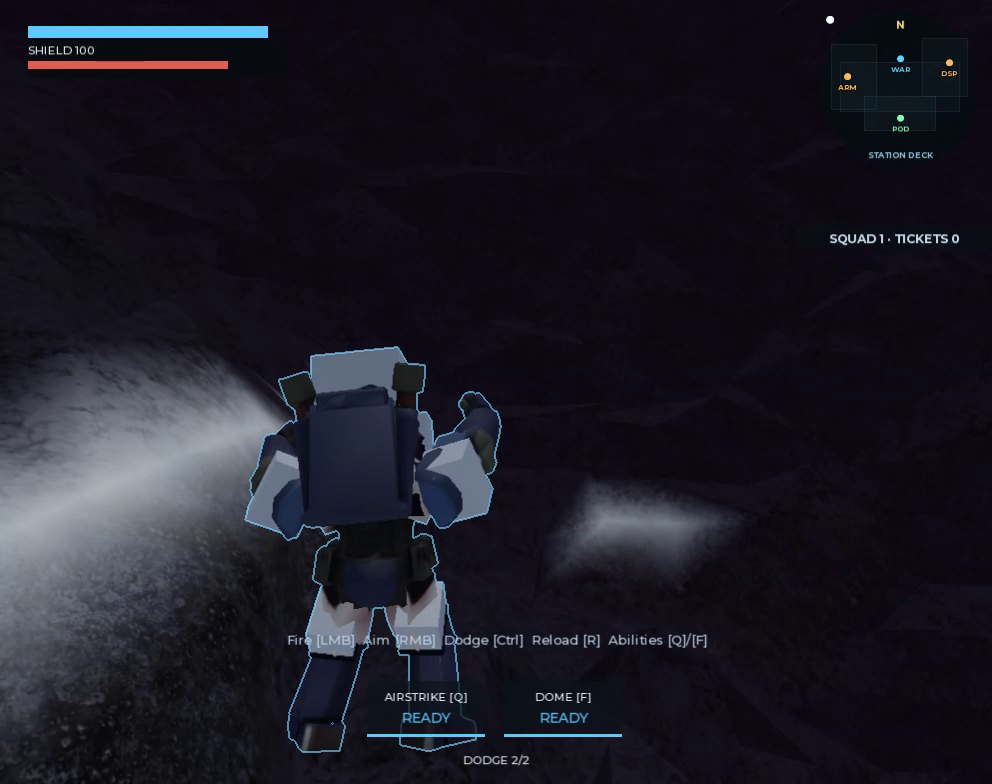 SHIELD 100
N
WAR
DSP
ARM
POD
STATION DECK
SQUAD 1 · TICKETS 0
Fire [LMB] Aim [RMB] Dodge [Ctrl] Reload [R] Abilities [Q]/[F]
AIRSTRIKE [Q]
READY
DOME [F]
READY
DODGE 2/2